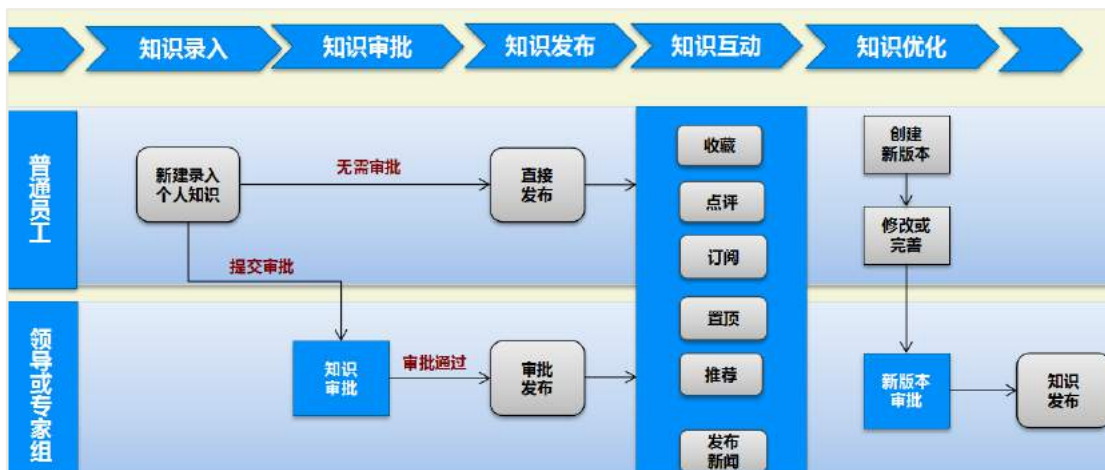 知识录入
知识审批
知识发布
知识互动
知识优化
普通员工
新建录入
个人知识
无需审批
直接
发布
提交审批
收藏
点评
订阅
置顶
推荐
发布
新闻
创建
新版本
修改或
完善
领导或专家组
知识
审批
审批通过
审批
发布
新版本
审批
知识
发布